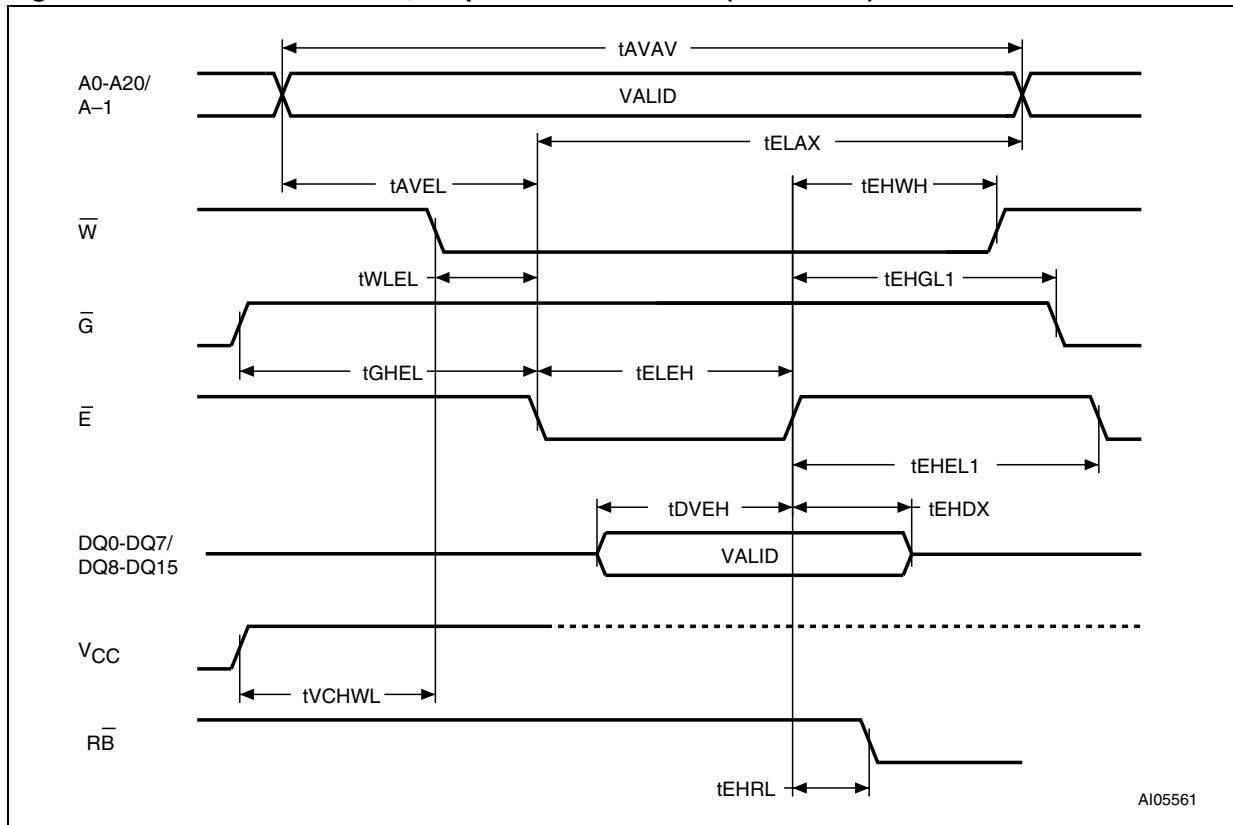 tAVAV
A0-A20/
A–1
VALID
tELAX
tAVEL
tEHWH
W̅
tWLEL
tEHGL1
G̅
tGHEL
tELEH
E̅
tEHEL1
tDVEH
tEHDX
DQ0-DQ7/
DQ8-DQ15
VALID
VCC
tVCHWL
RB̅
tEHRL
AI05561